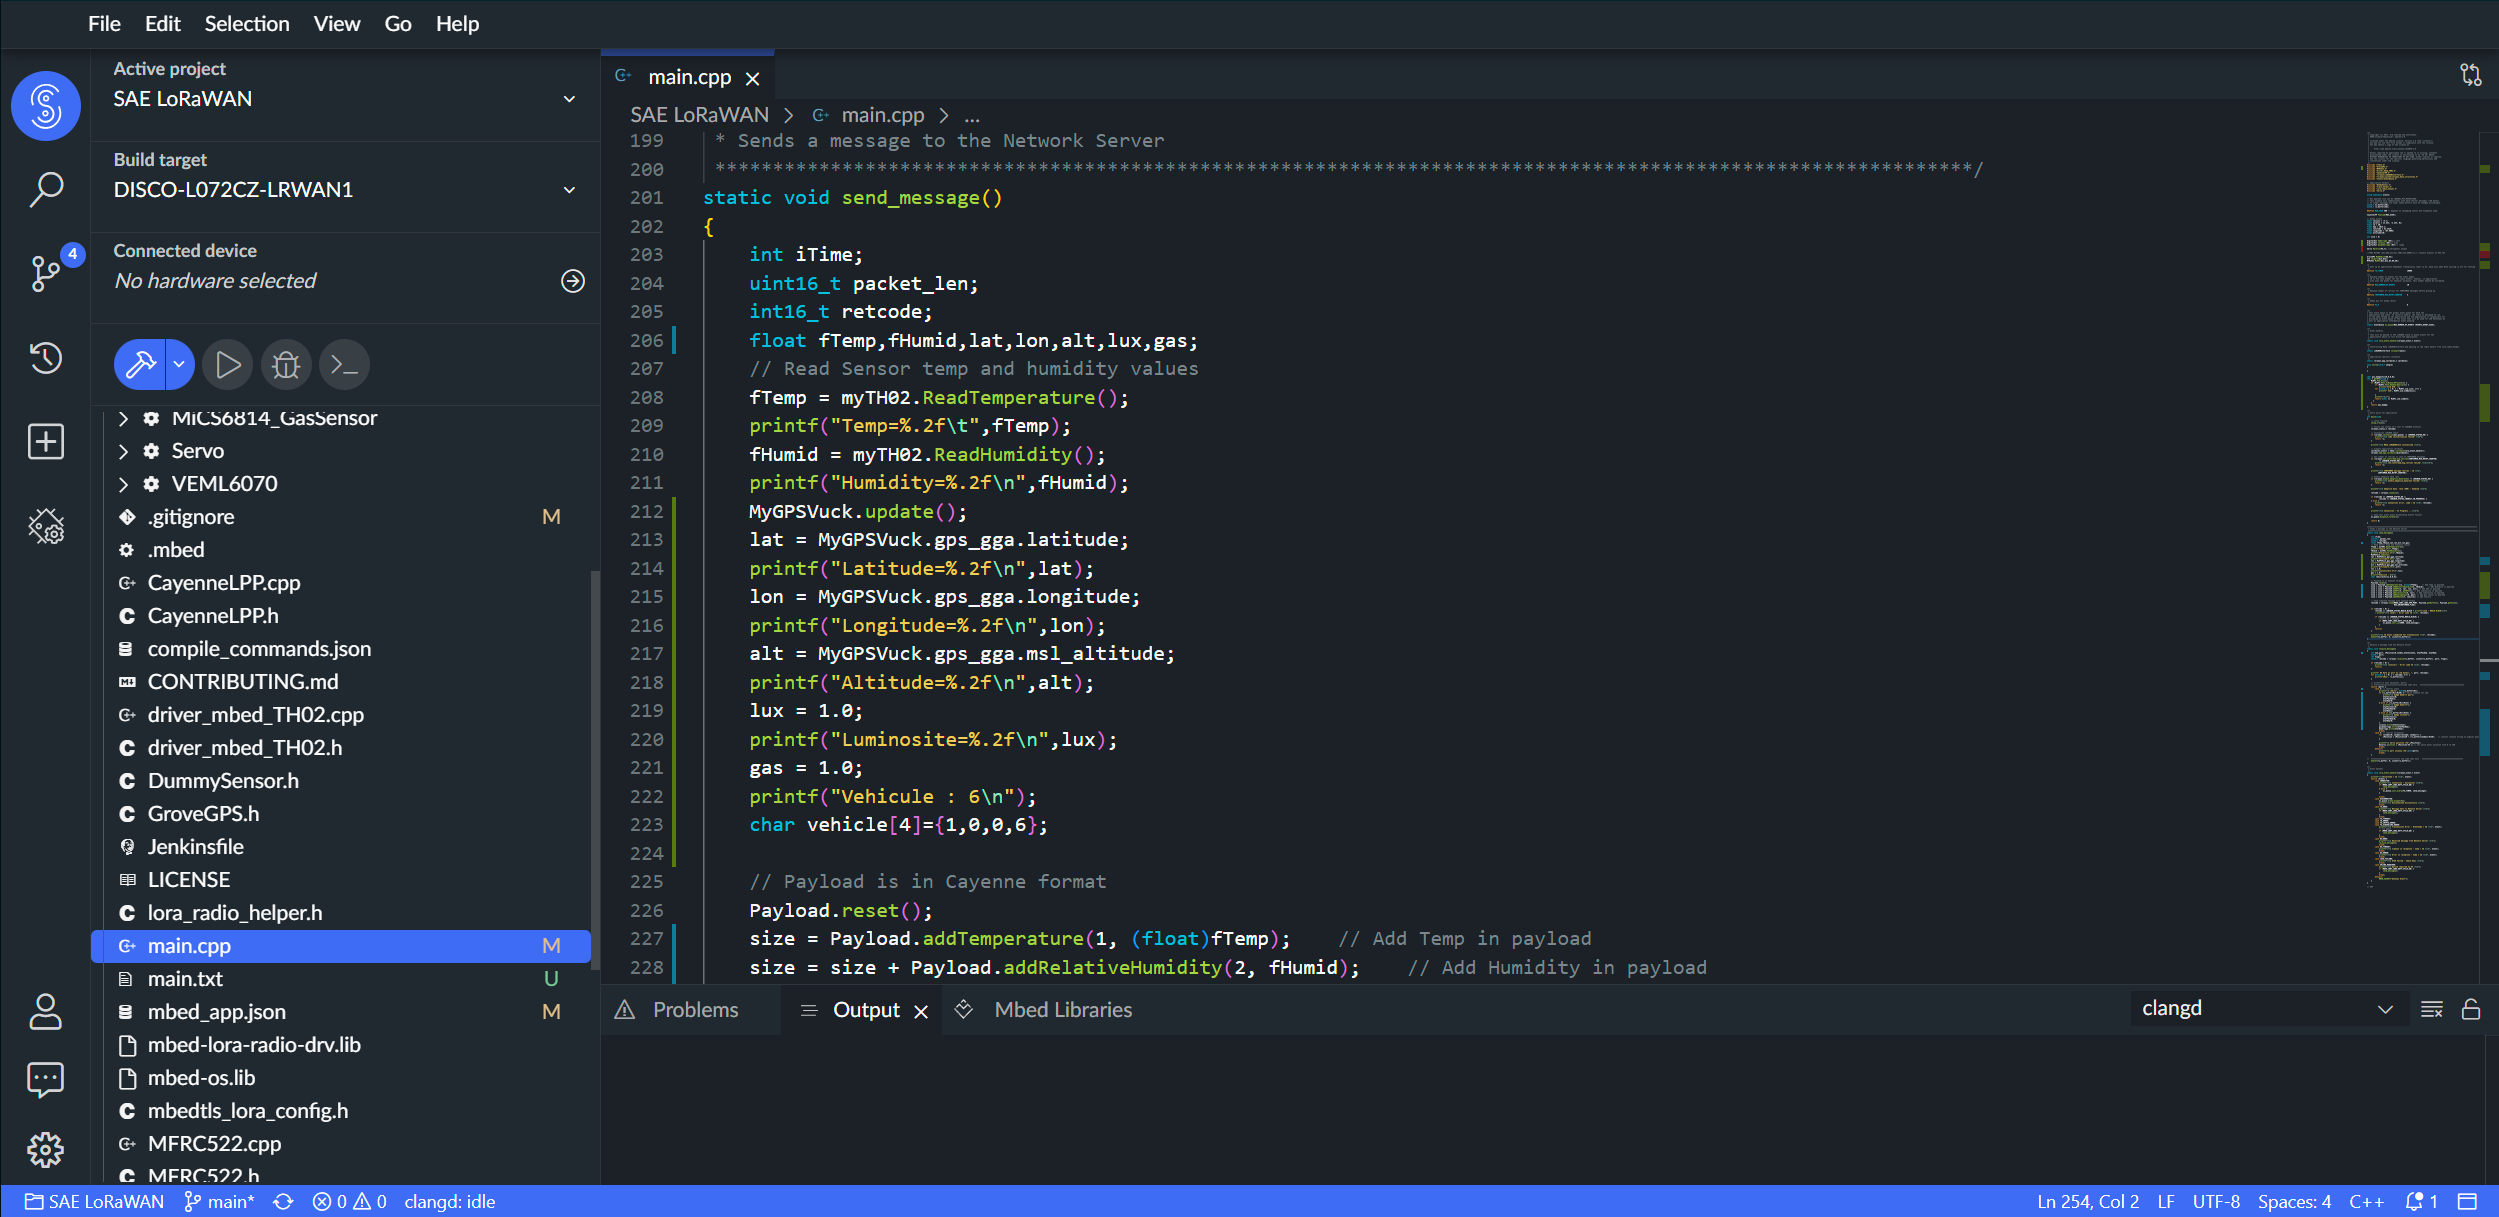 File Edit Selection View Go Help
Active project
SAE LoRaWAN
Build target
DISCO-L072CZ-LRWAN1
Connected device
No hardware selected
4
MiCS6814_GasSensor
Servo
VEML6070
.gitignore M
.mbed
CayenneLPP.cpp
CayenneLPP.h
compile_commands.json
CONTRIBUTING.md
driver_mbed_TH02.cpp
driver_mbed_TH02.h
DummySensor.h
GroveGPS.h
Jenkinsfile
LICENSE
lora_radio_helper.h
main.cpp M
main.txt U
mbed_app.json M
mbed-lora-radio-drv.lib
mbed-os.lib
mbedtls_lora_config.h
MFRC522.cpp
MFRC522.h
main.cpp
SAE LoRaWAN > main.cpp > ...
199 * Sends a message to the Network Server
200 *************************************************************************************************************/
201 static void send_message()
202 {
203 int iTime;
204 uint16_t packet_len;
205 int16_t retcode;
206 float fTemp,fHumid,lat,lon,alt,lux,gas;
207 // Read Sensor temp and humidity values
208 fTemp = myTH02.ReadTemperature();
209 printf("Temp=%.2f\t",fTemp);
210 fHumid = myTH02.ReadHumidity();
211 printf("Humidity=%.2f\n",fHumid);
212 MyGPSVuck.update();
213 lat = MyGPSVuck.gps_gga.latitude;
214 printf("Latitude=%.2f\n",lat);
215 lon = MyGPSVuck.gps_gga.longitude;
216 printf("Longitude=%.2f\n",lon);
217 alt = MyGPSVuck.gps_gga.msl_altitude;
218 printf("Altitude=%.2f\n",alt);
219 lux = 1.0;
220 printf("Luminosite=%.2f\n",lux);
221 gas = 1.0;
222 printf("Vehicule : 6\n");
223 char vehicle[4]={1,0,0,6};
224
225 // Payload is in Cayenne format
226 Payload.reset();
227 size = Payload.addTemperature(1, (float)fTemp); // Add Temp in payload
228 size = size + Payload.addRelativeHumidity(2, fHumid); // Add Humidity in payload
Problems Output Mbed Libraries clangd
SAE LoRaWAN main* 0 0 clangd: idle Ln 254, Col 2 LF UTF-8 Spaces: 4 C++ 1